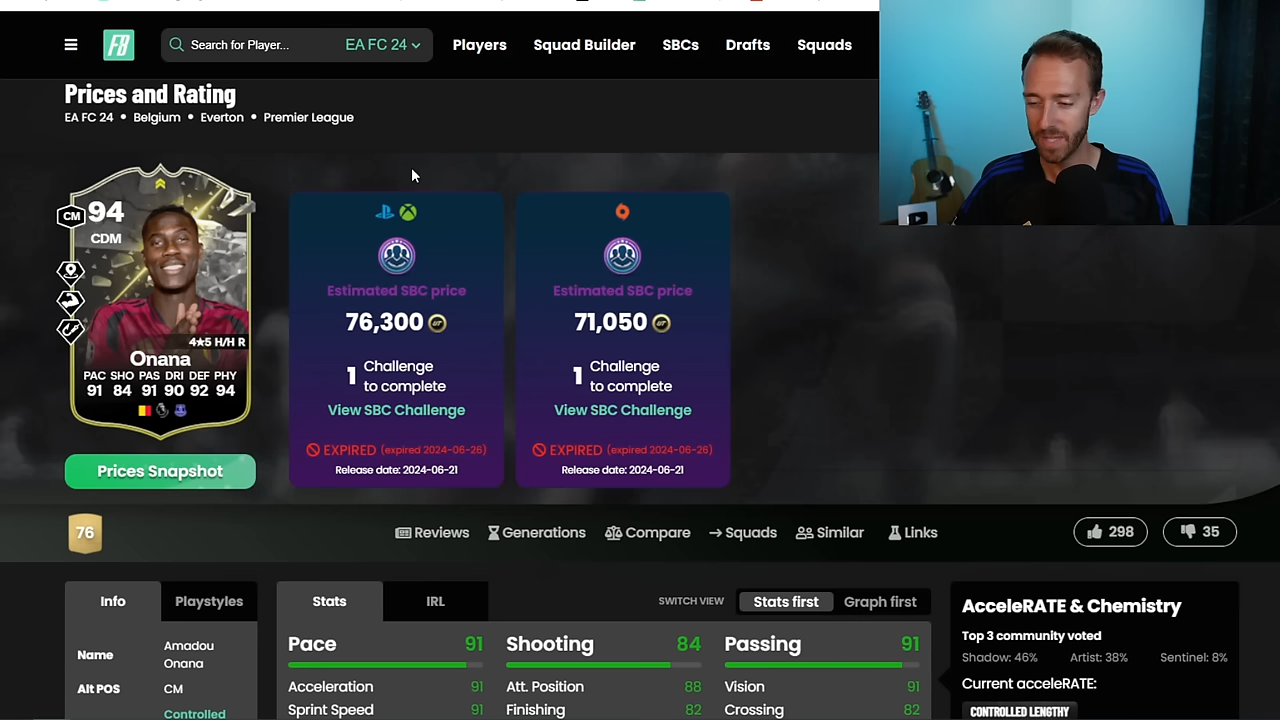 FB
Search for Player...
EA FC 24
Players
Squad Builder
SBCs
Drafts
Squads
Prices and Rating
EA FC 24 • Belgium • Everton • Premier League
CM
94
CDM
4★5 H/H R
Onana
PAC SHO PAS DRI DEF PHY
91 84 91 90 92 94
Prices Snapshot
Estimated SBC price
76,300 UT
1 Challenge
to complete
View SBC Challenge
EXPIRED (expired 2024-06-26)
Release date: 2024-06-21
Estimated SBC price
71,050 UT
1 Challenge
to complete
View SBC Challenge
EXPIRED (expired 2024-06-26)
Release date: 2024-06-21
76
Reviews
Generations
Compare
Squads
Similar
Links
298
35
Info
Playstyles
Name
Amadou
Onana
Alt POS
CM
Controlled
Stats
IRL
SWITCH VIEW
Stats first
Graph first
Pace 91
Acceleration 91
Sprint Speed 91
Shooting 84
Att. Position 88
Finishing 82
Passing 91
Vision 91
Crossing 82
AcceleRATE & Chemistry
Top 3 community voted
Shadow: 46% Artist: 38% Sentinel: 8%
Current acceleRATE:
CONTROLLED LENGTHY